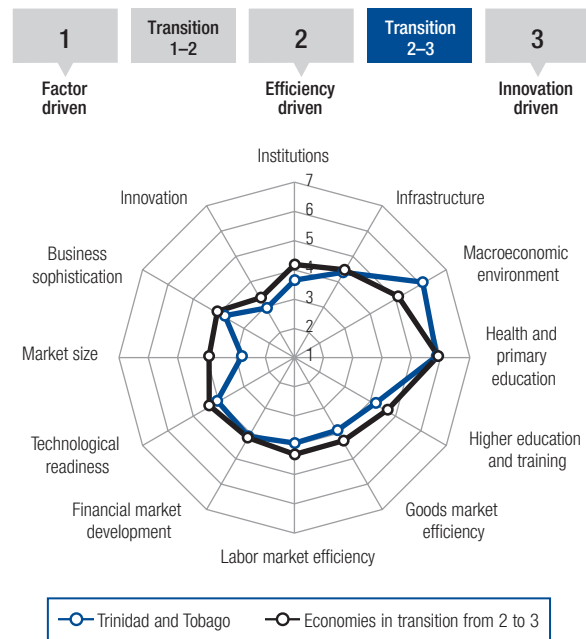 1
Transition
1–2
2
Transition
2–3
3
Factor
driven
Efficiency
driven
Innovation
driven
Institutions
Infrastructure
Macroeconomic
environment
Health and
primary
education
Higher education
and training
Goods market
efficiency
Labor market efficiency
Financial market
development
Technological
readiness
Market size
Business
sophistication
Innovation
7
6
5
4
3
2
1
Trinidad and Tobago
Economies in transition from 2 to 3